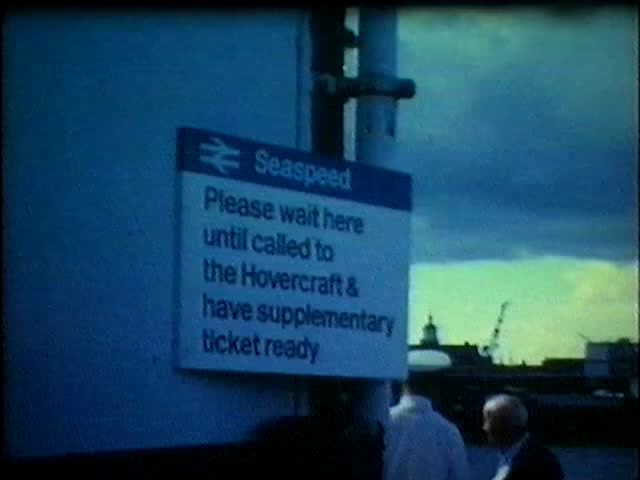 Seaspeed
Please wait here
until called to
the Hovercraft &
have supplementary
ticket ready